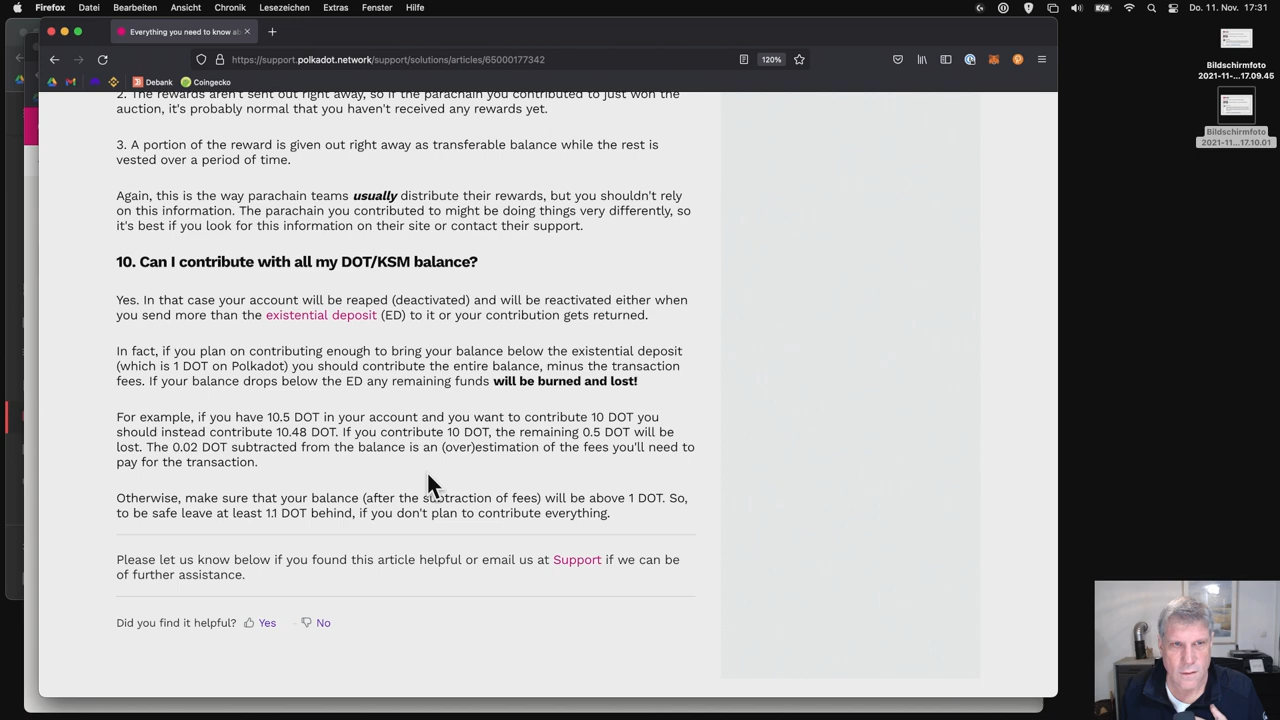 Firefox Datei Bearbeiten Ansicht Chronik Lesezeichen Extras Fenster Hilfe
Do. 11. Nov. 17:31
Everything you need to know ab
https://support.polkadot.network/support/solutions/articles/65000177342
120%
Debank Coingecko
2. The rewards aren't sent out right away, so if the parachain you contributed to just won the
auction, it's probably normal that you haven't received any rewards yet.
3. A portion of the reward is given out right away as transferable balance while the rest is
vested over a period of time.
Again, this is the way parachain teams usually distribute their rewards, but you shouldn't rely
on this information. The parachain you contributed to might be doing things very differently, so
it's best if you look for this information on their site or contact their support.
10. Can I contribute with all my DOT/KSM balance?
Yes. In that case your account will be reaped (deactivated) and will be reactivated either when
you send more than the existential deposit (ED) to it or your contribution gets returned.
In fact, if you plan on contributing enough to bring your balance below the existential deposit
(which is 1 DOT on Polkadot) you should contribute the entire balance, minus the transaction
fees. If your balance drops below the ED any remaining funds will be burned and lost!
For example, if you have 10.5 DOT in your account and you want to contribute 10 DOT you
should instead contribute 10.48 DOT. If you contribute 10 DOT, the remaining 0.5 DOT will be
lost. The 0.02 DOT subtracted from the balance is an (over)estimation of the fees you'll need to
pay for the transaction.
Otherwise, make sure that your balance (after the subtraction of fees) will be above 1 DOT. So,
to be safe leave at least 1.1 DOT behind, if you don't plan to contribute everything.
Please let us know below if you found this article helpful or email us at Support if we can be
of further assistance.
Did you find it helpful? Yes No
Bildschirmfoto
2021-11...17.09.45
Bildschirmfoto
2021-11...17.10.01